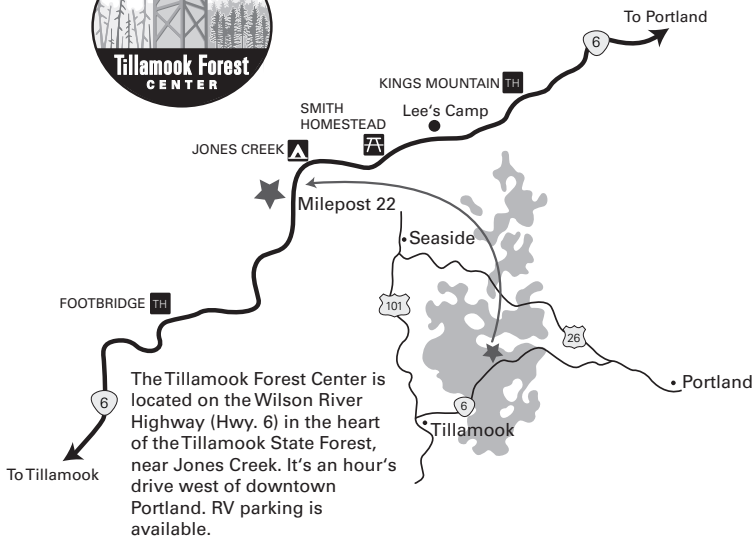 To Portland
6
Tillamook Forest
CENTER
KINGS MOUNTAIN TH
SMITH
HOMESTEAD
Lee's Camp
JONES CREEK
Milepost 22
Seaside
FOOTBRIDGE TH
101
26
Portland
6
Tillamook
6
To Tillamook
The Tillamook Forest Center is
located on the Wilson River
Highway (Hwy. 6) in the heart
of the Tillamook State Forest,
near Jones Creek. It's an hour's
drive west of downtown
Portland. RV parking is
available.